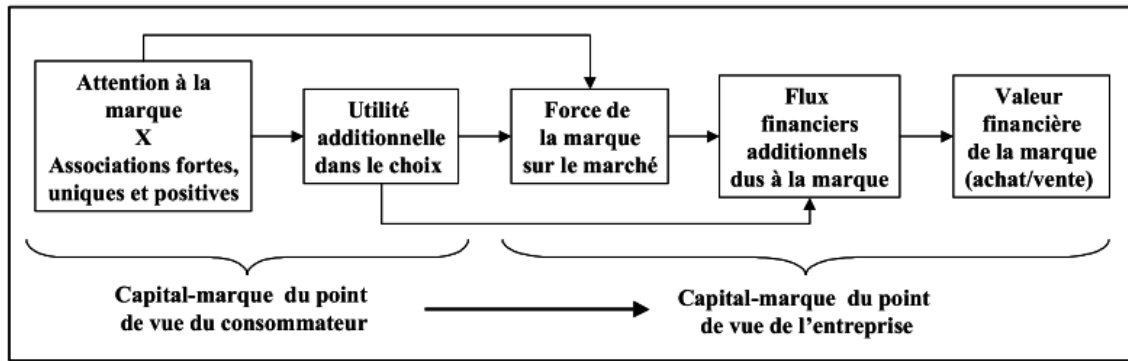 Attention à la
marque
X
Associations fortes,
uniques et positives
Utilité
additionnelle
dans le choix
Force de
la marque
sur le marché
Flux
financiers
additionnels
dus à la marque
Valeur
financière
de la marque
(achat/vente)
Capital-marque du point
de vue du consommateur
Capital-marque du point
de vue de l'entreprise